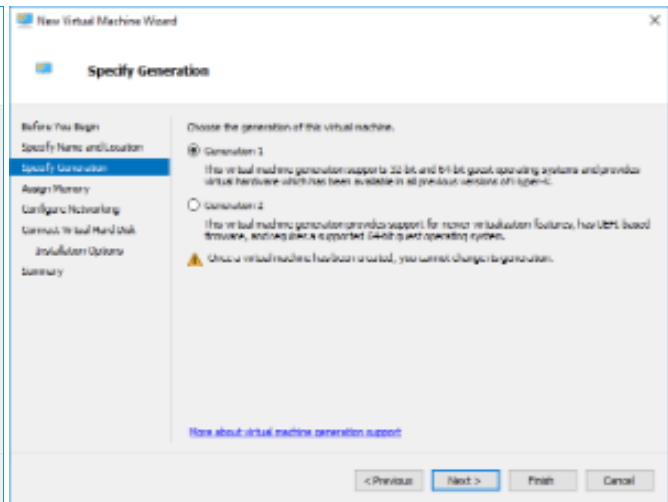 New Virtual Machine Wizard
Specify Generation
Before You Begin
Specify Name and Location
Specify Generation
Assign Memory
Configure Networking
Connect Virtual Hard Disk
Installation Options
Summary
Choose the generation of this virtual machine.
Generation 1
This virtual machine generation supports 32-bit and 64-bit guest operating systems and provides
virtual hardware which has been available in all previous versions of Hyper-V.
Generation 2
This virtual machine generation provides support for newer virtualization features, has UEFI-based
firmware, and requires a supported 64-bit guest operating system.
Once a virtual machine has been created, you cannot change its generation.
More about virtual machine generation support
< Previous
Next >
Finish
Cancel